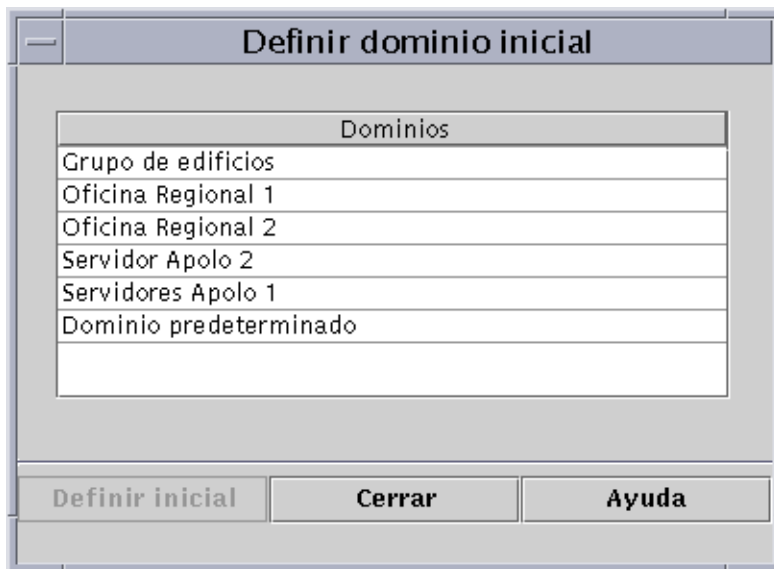 Definir dominio inicial
Dominios
Grupo de edificios
Oficina Regional 1
Oficina Regional 2
Servidor Apolo 2
Servidores Apolo 1
Dominio predeterminado
Definir inicial Cerrar Ayuda